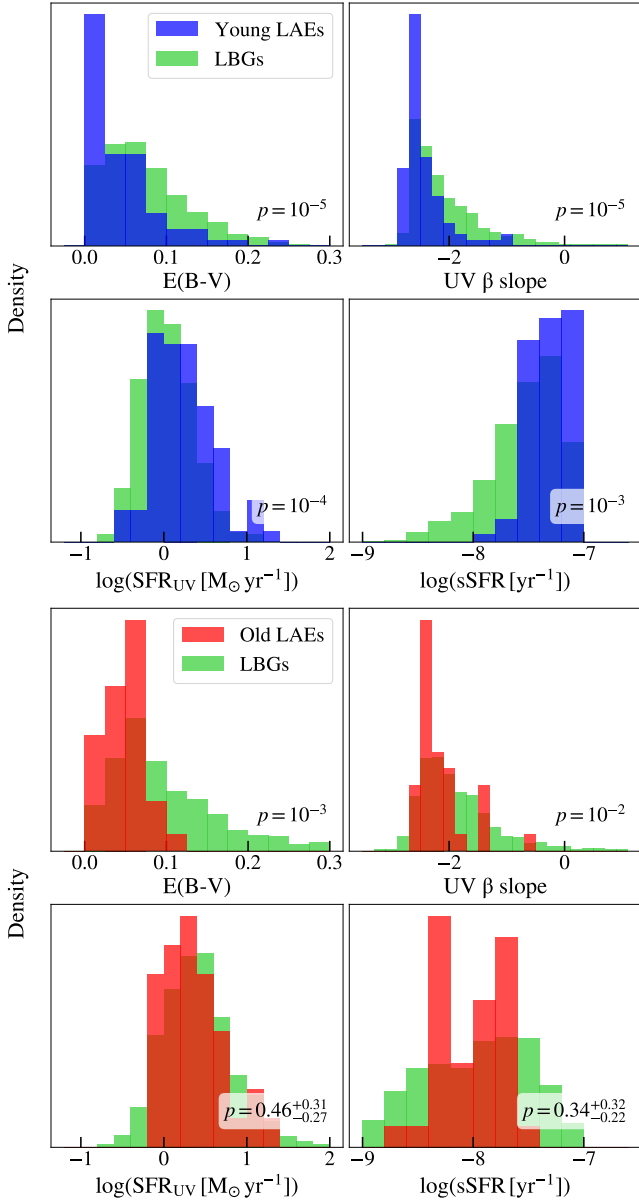 Young LAEs
LBGs
p = 10⁻⁵
p = 10⁻⁵
0.0 0.1 0.2 0.3
−2 0
E(B-V)
UV β slope
Density
p = 10⁻⁴
p = 10⁻³
−1 0 1 2
−9 −8 −7
log(SFR_UV [M_⊙ yr⁻¹])
log(sSFR [yr⁻¹])
Old LAEs
LBGs
p = 10⁻³
p = 10⁻²
0.0 0.1 0.2 0.3
−2 0
E(B-V)
UV β slope
Density
p = 0.46^{+0.31}_{−0.27}
p = 0.34^{+0.32}_{−0.22}
−1 0 1 2
−9 −8 −7
log(SFR_UV [M_⊙ yr⁻¹])
log(sSFR [yr⁻¹])